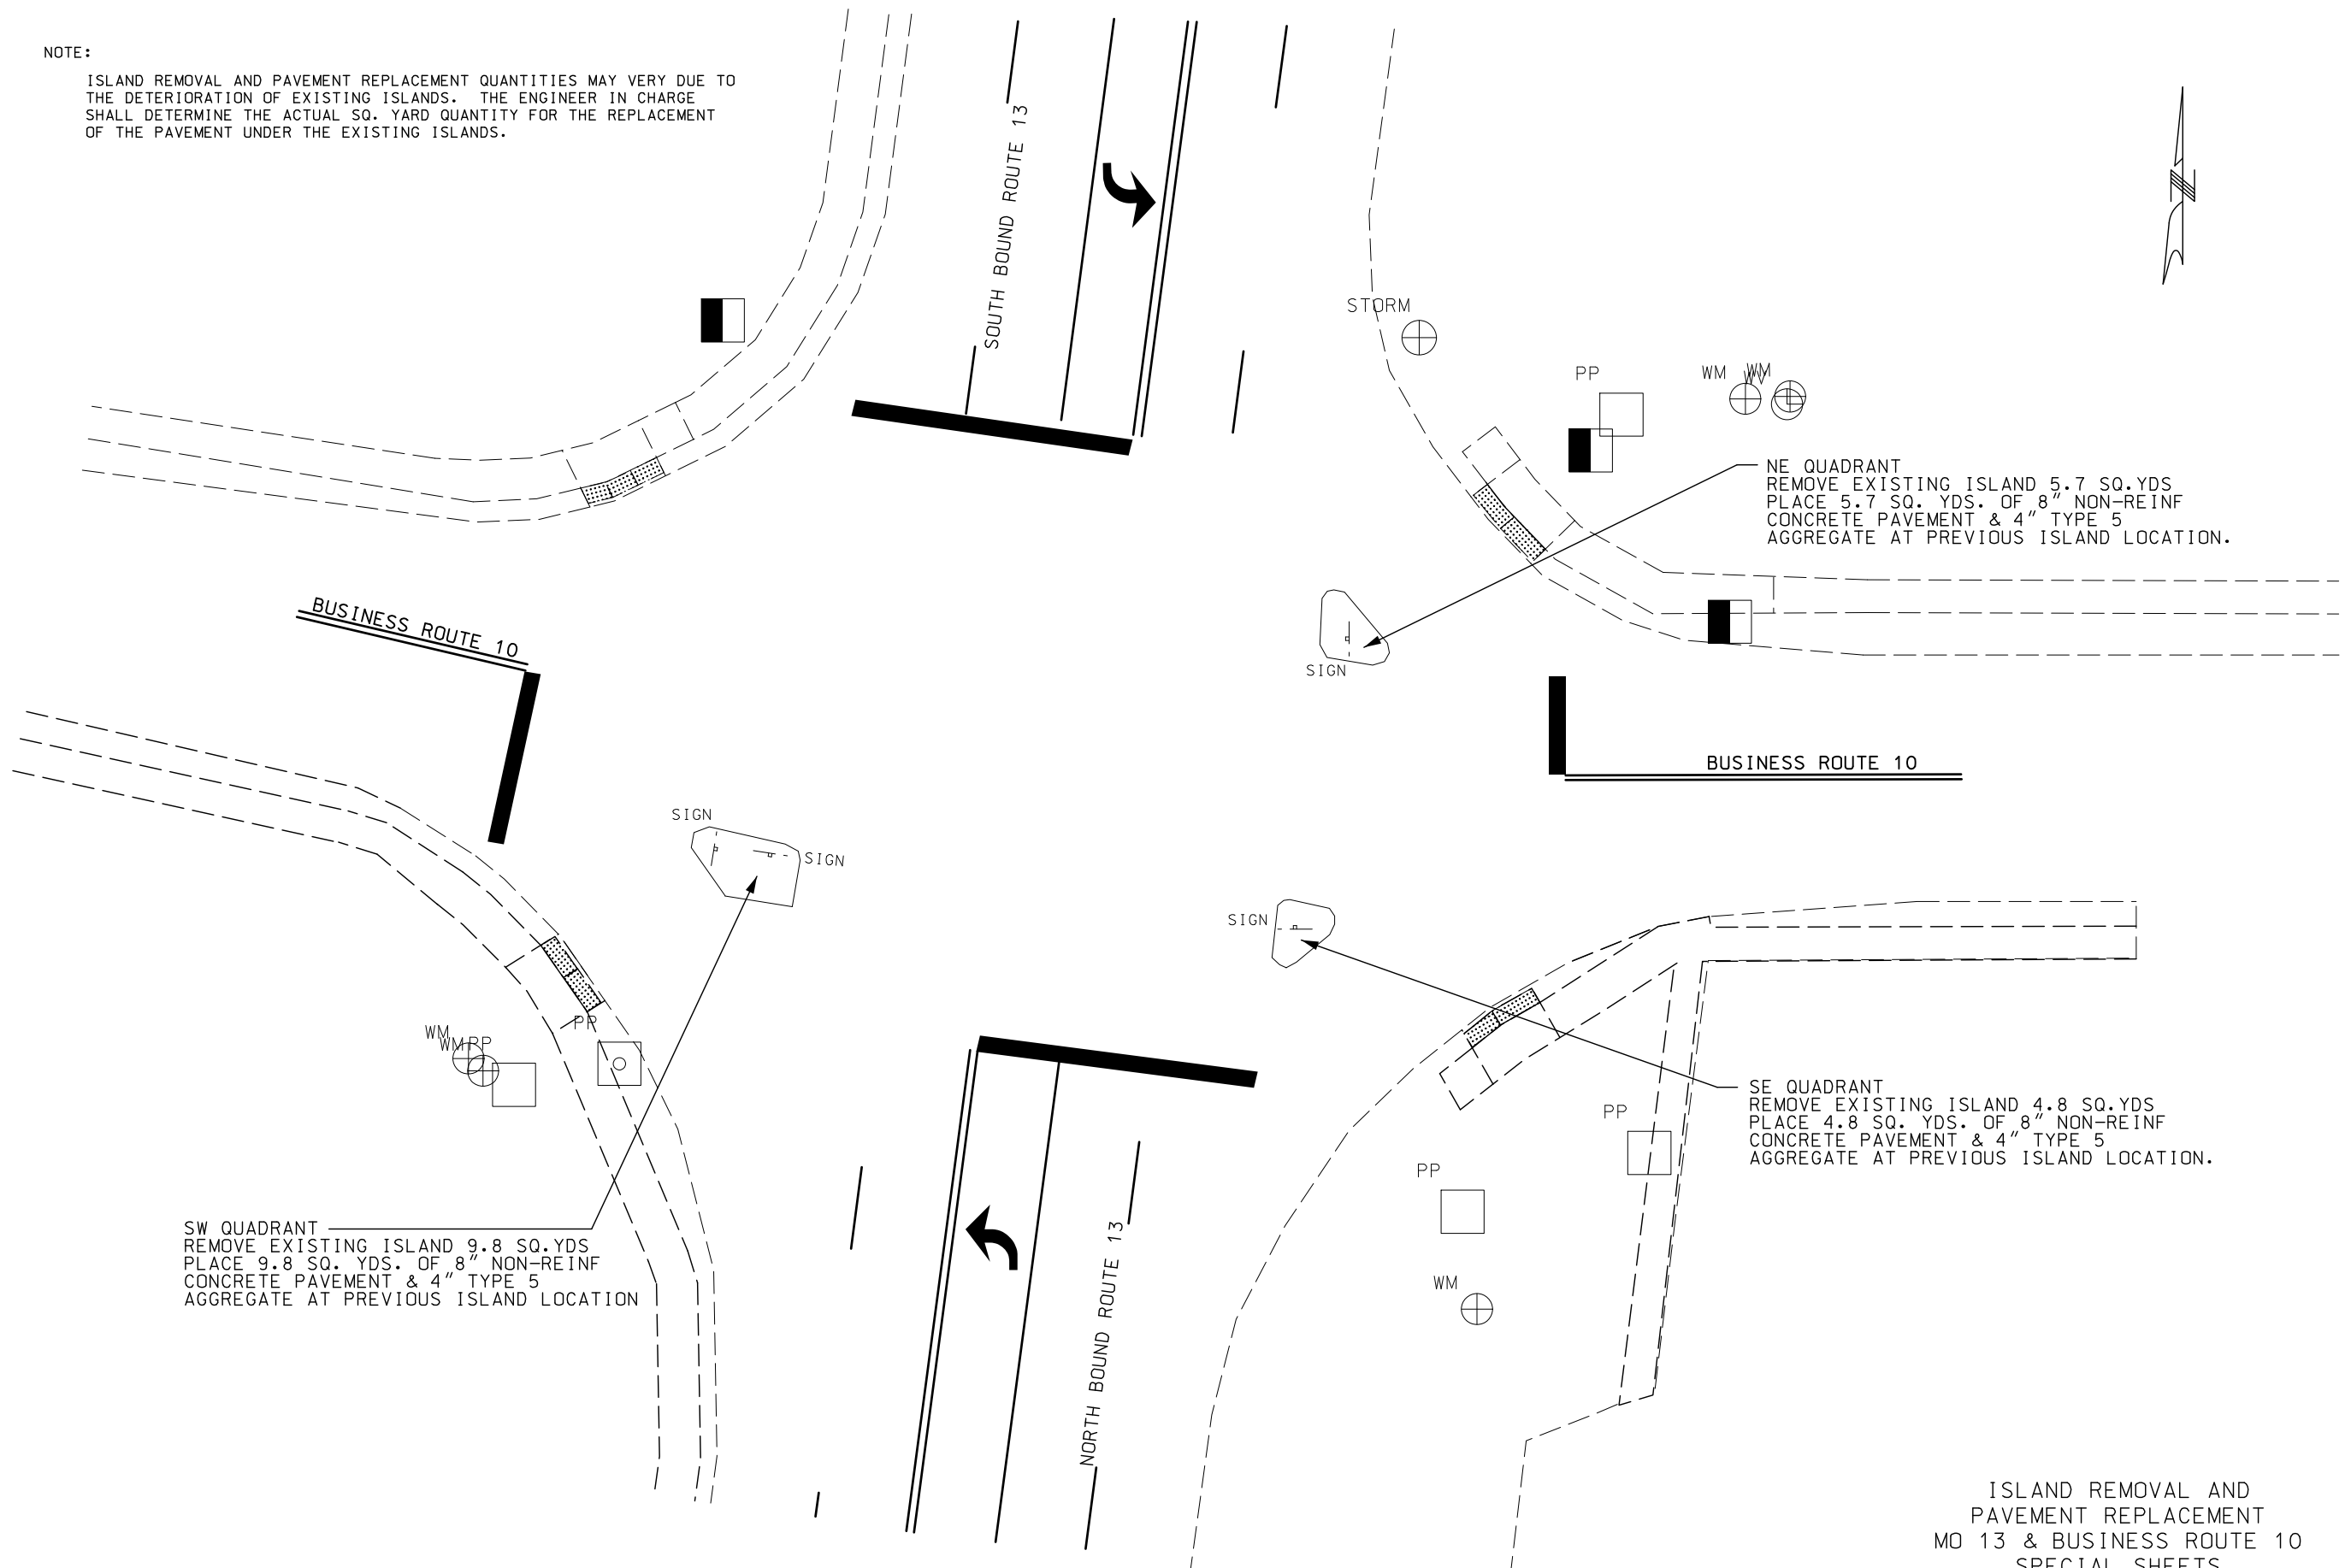 NOTE:
ISLAND REMOVAL AND PAVEMENT REPLACEMENT QUANTITIES MAY VERY DUE TO
THE DETERIORATION OF EXISTING ISLANDS. THE ENGINEER IN CHARGE
SHALL DETERMINE THE ACTUAL SQ. YARD QUANTITY FOR THE REPLACEMENT
OF THE PAVEMENT UNDER THE EXISTING ISLANDS.
SOUTH BOUND ROUTE 13
N
STORM
PP
WM
WM
WV
NE QUADRANT
REMOVE EXISTING ISLAND 5.7 SQ.YDS
PLACE 5.7 SQ. YDS. OF 8" NON-REINF
CONCRETE PAVEMENT & 4" TYPE 5
AGGREGATE AT PREVIOUS ISLAND LOCATION.
BUSINESS ROUTE 10
SIGN
BUSINESS ROUTE 10
SIGN
SIGN
SIGN
PP
WM
WM
PP
SE QUADRANT
REMOVE EXISTING ISLAND 4.8 SQ.YDS
PLACE 4.8 SQ. YDS. OF 8" NON-REINF
CONCRETE PAVEMENT & 4" TYPE 5
AGGREGATE AT PREVIOUS ISLAND LOCATION.
PP
PP
WM
SW QUADRANT
REMOVE EXISTING ISLAND 9.8 SQ.YDS
PLACE 9.8 SQ. YDS. OF 8" NON-REINF
CONCRETE PAVEMENT & 4" TYPE 5
AGGREGATE AT PREVIOUS ISLAND LOCATION
NORTH BOUND ROUTE 13
ISLAND REMOVAL AND
PAVEMENT REPLACEMENT
MO 13 & BUSINESS ROUTE 10
SPECIAL SHEETS